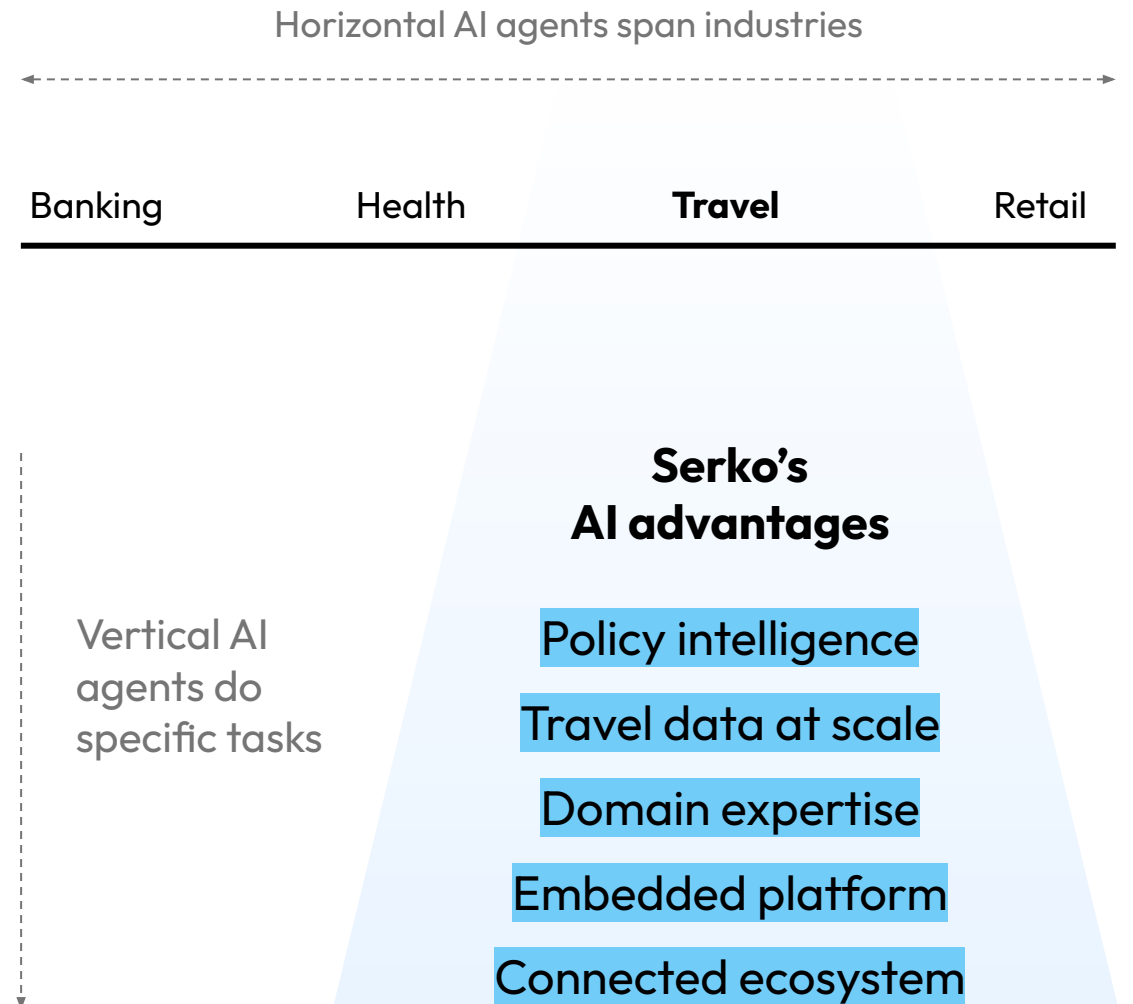 Horizontal AI agents span industries
Banking
Health
Travel
Retail
Serko’s
AI advantages
Vertical AI
agents do
specific tasks
Policy intelligence
Travel data at scale
Domain expertise
Embedded platform
Connected ecosystem